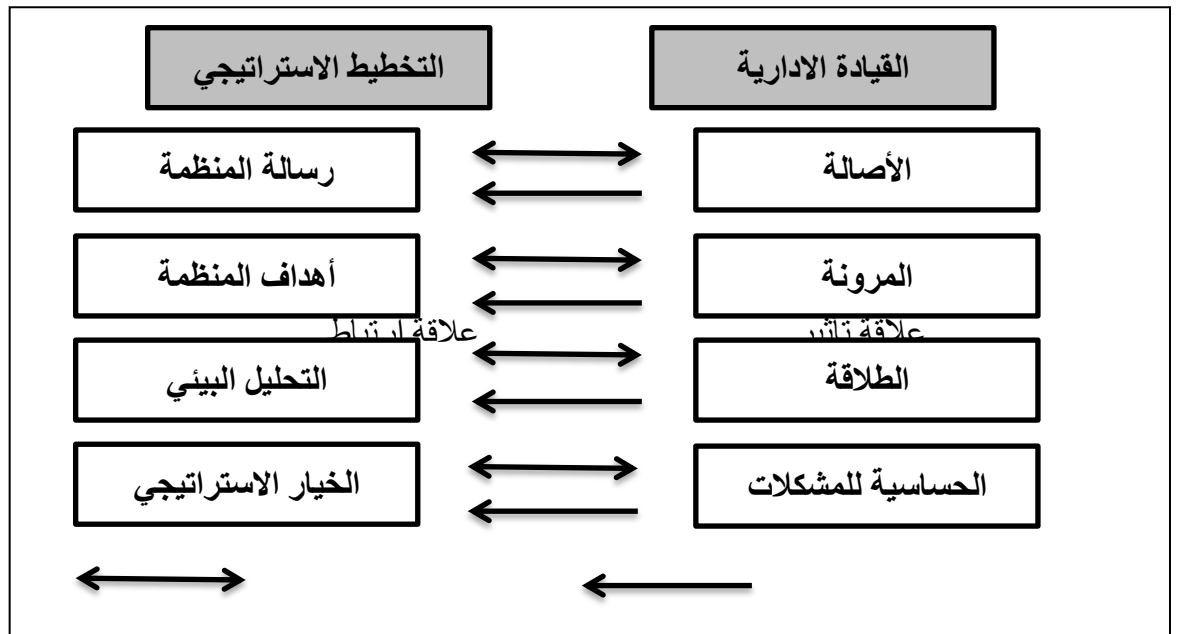 القيادة الادارية
التخطيط الاستراتيجي
الأصالة
رسالة المنظمة
المرونة
أهداف المنظمة
علاقة تاثير
علاقة ارتباط
الطلاقة
التحليل البيئي
الحساسية للمشكلات
الخيار الاستراتيجي